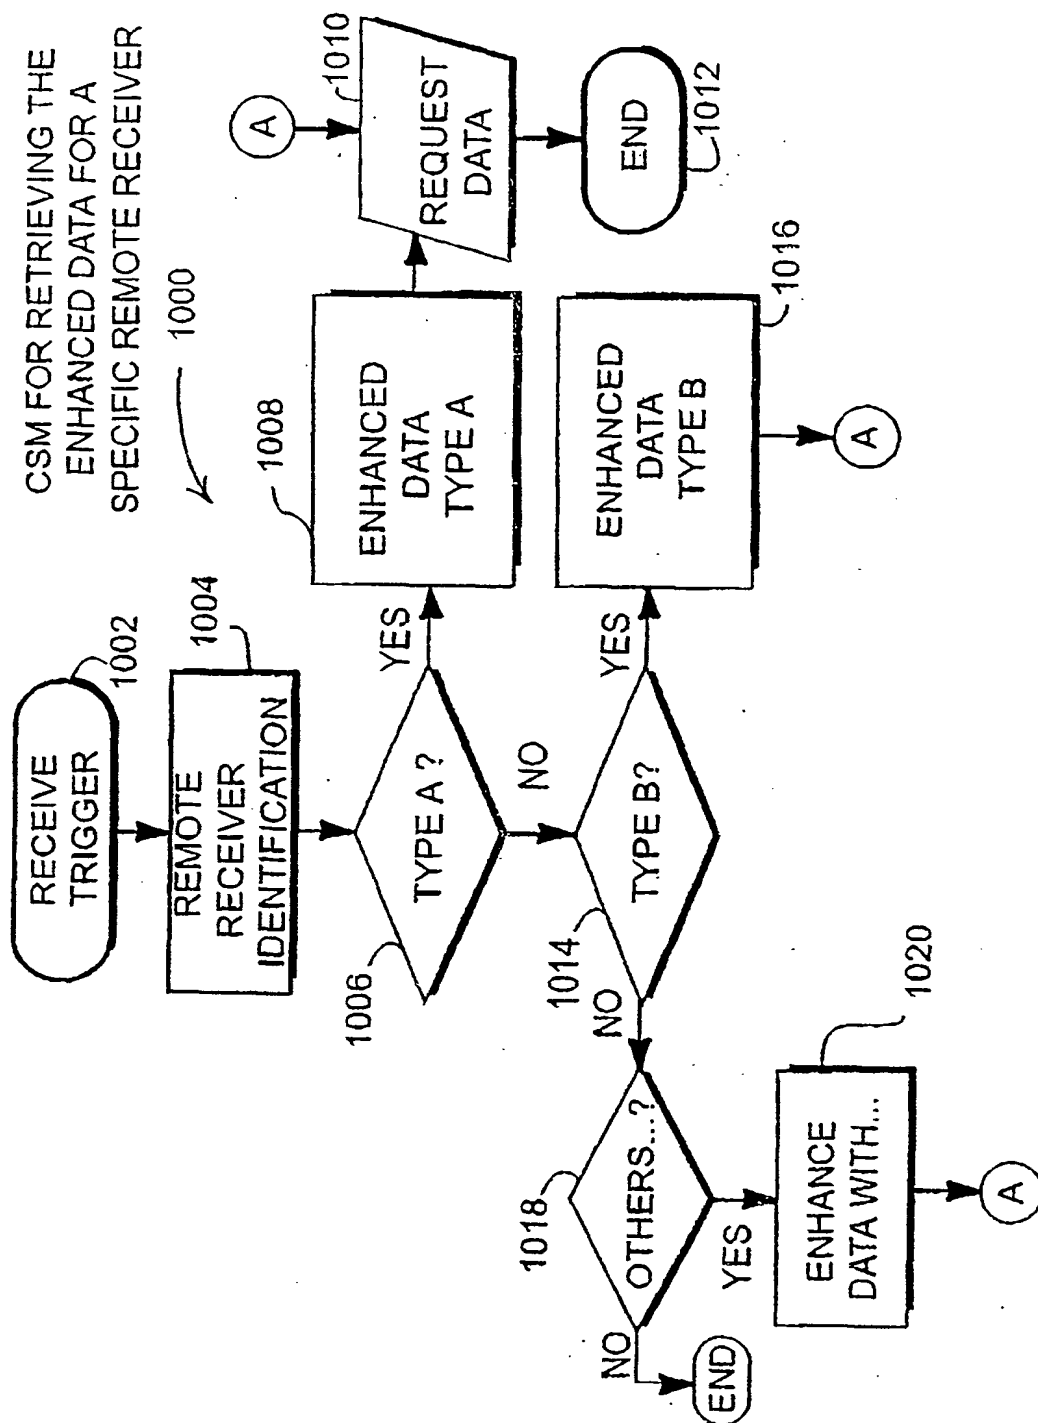 CSM FOR RETRIEVING THE
ENHANCED DATA FOR A
SPECIFIC REMOTE RECEIVER
1000
RECEIVE
TRIGGER
1002
REMOTE
RECEIVER
IDENTIFICATION
1004
TYPE A ?
1006
YES
NO
ENHANCED
DATA
TYPE A
1008
A
REQUEST
DATA
1010
END
1012
TYPE B?
1014
YES
NO
ENHANCED
DATA
TYPE B
1016
A
OTHERS...?
1018
NO
YES
END
ENHANCE
DATA WITH...
1020
A